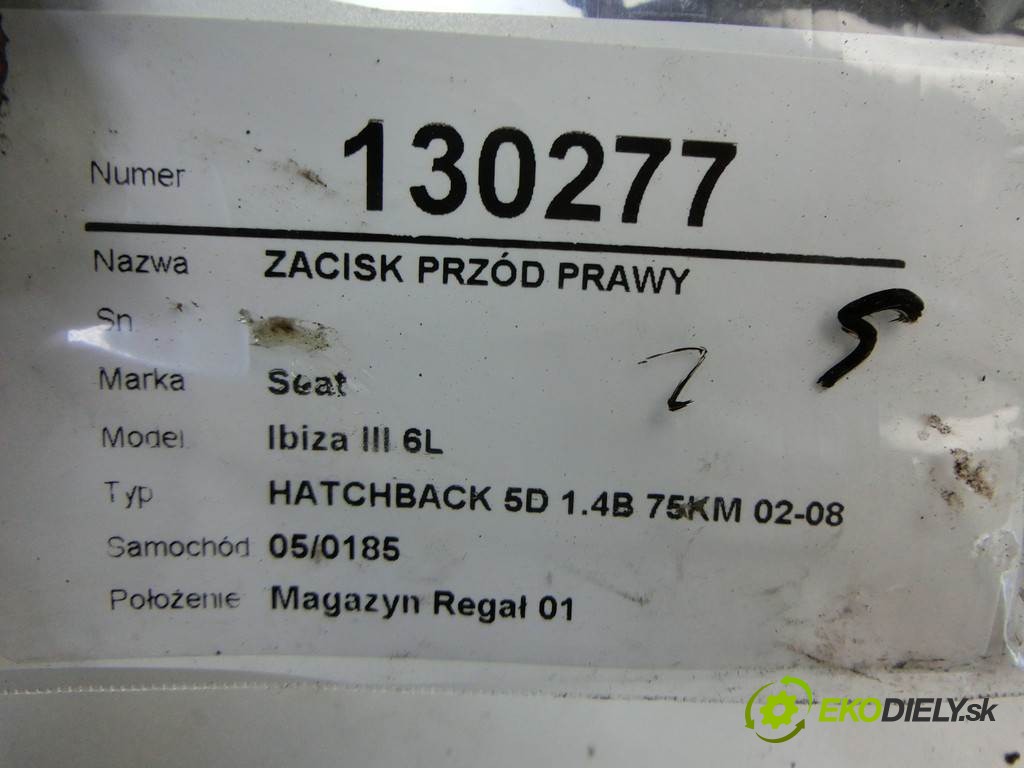 Numer 130277
Nazwa ZACISK PRZÓD PRAWY
Sn
Marka Seat
Model Ibiza III 6L
Typ HATCHBACK 5D 1.4B 75KM 02-08
Samochód 05/0185
Położenie Magazyn Regał 01
EKODIELY.sk